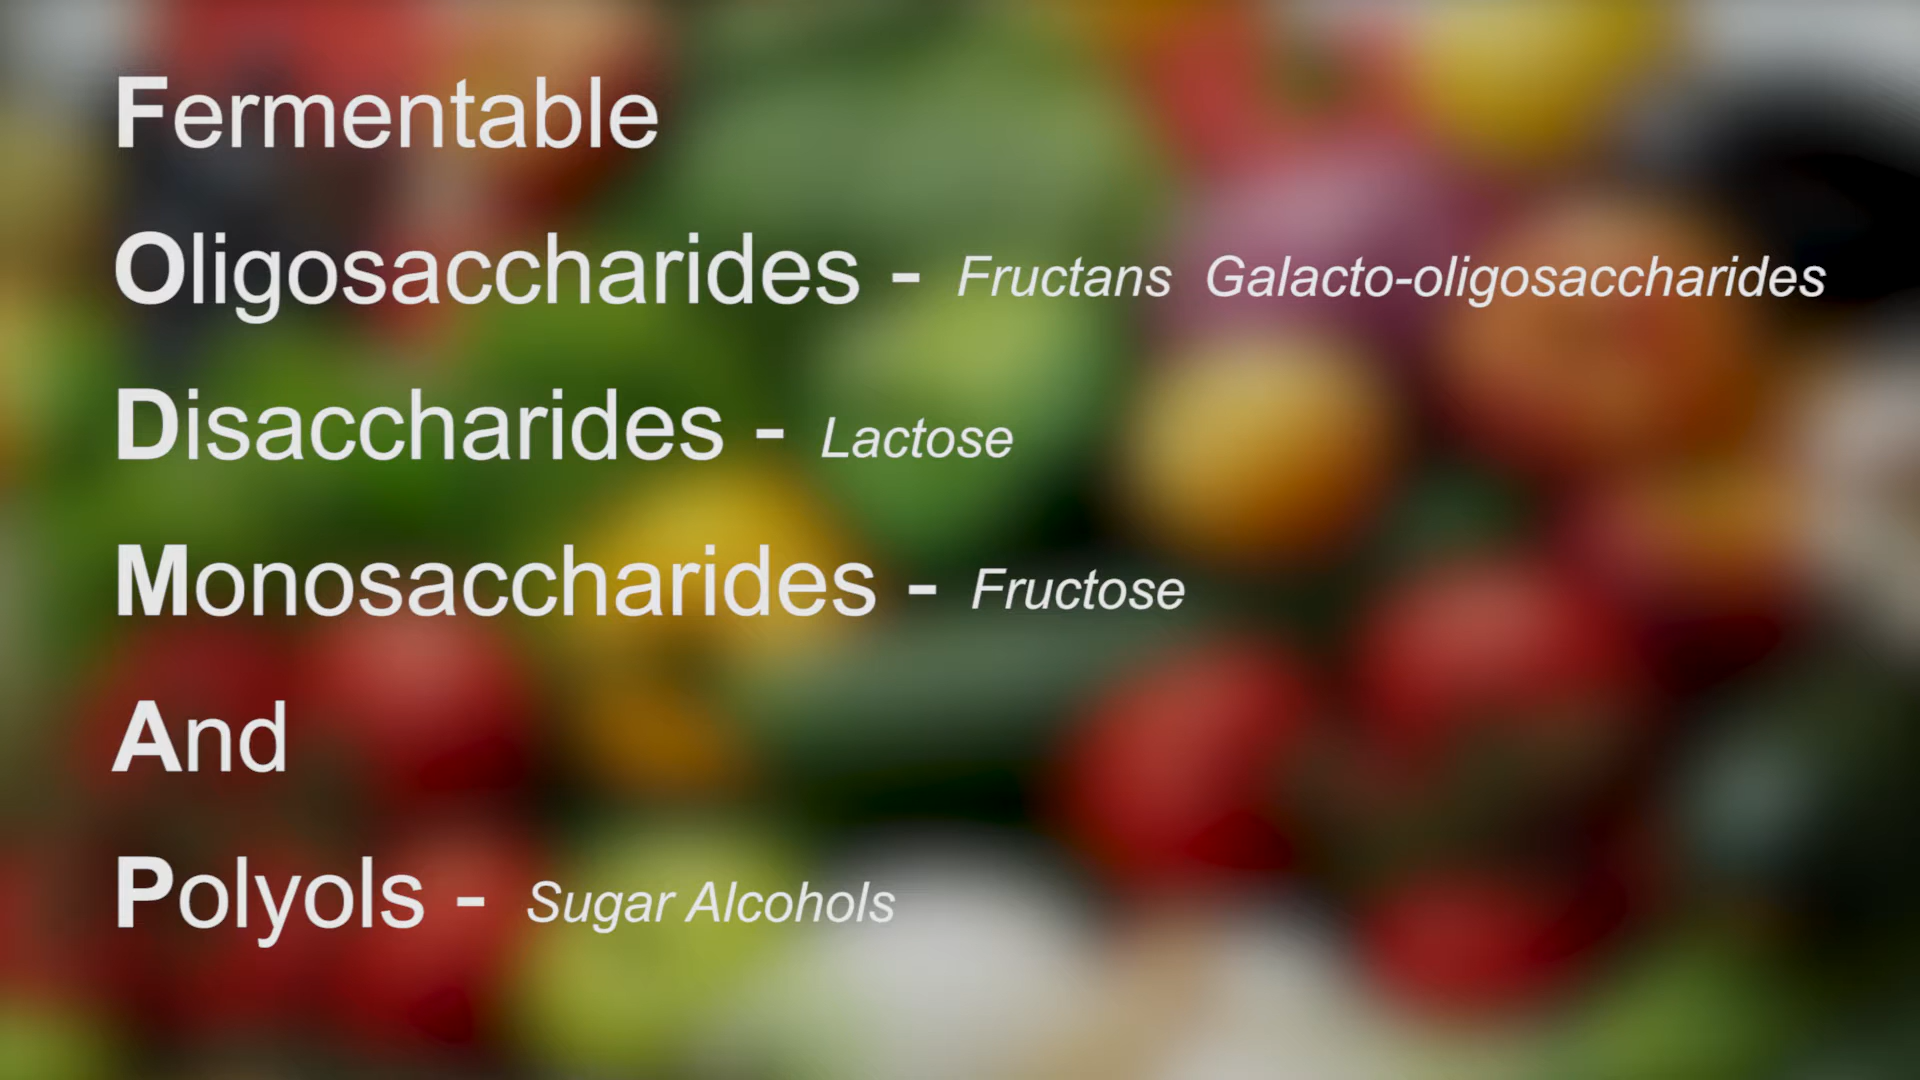 Fermentable
Oligosaccharides - Fructans Galacto-oligosaccharides
Disaccharides - Lactose
Monosaccharides - Fructose
And
Polyols - Sugar Alcohols